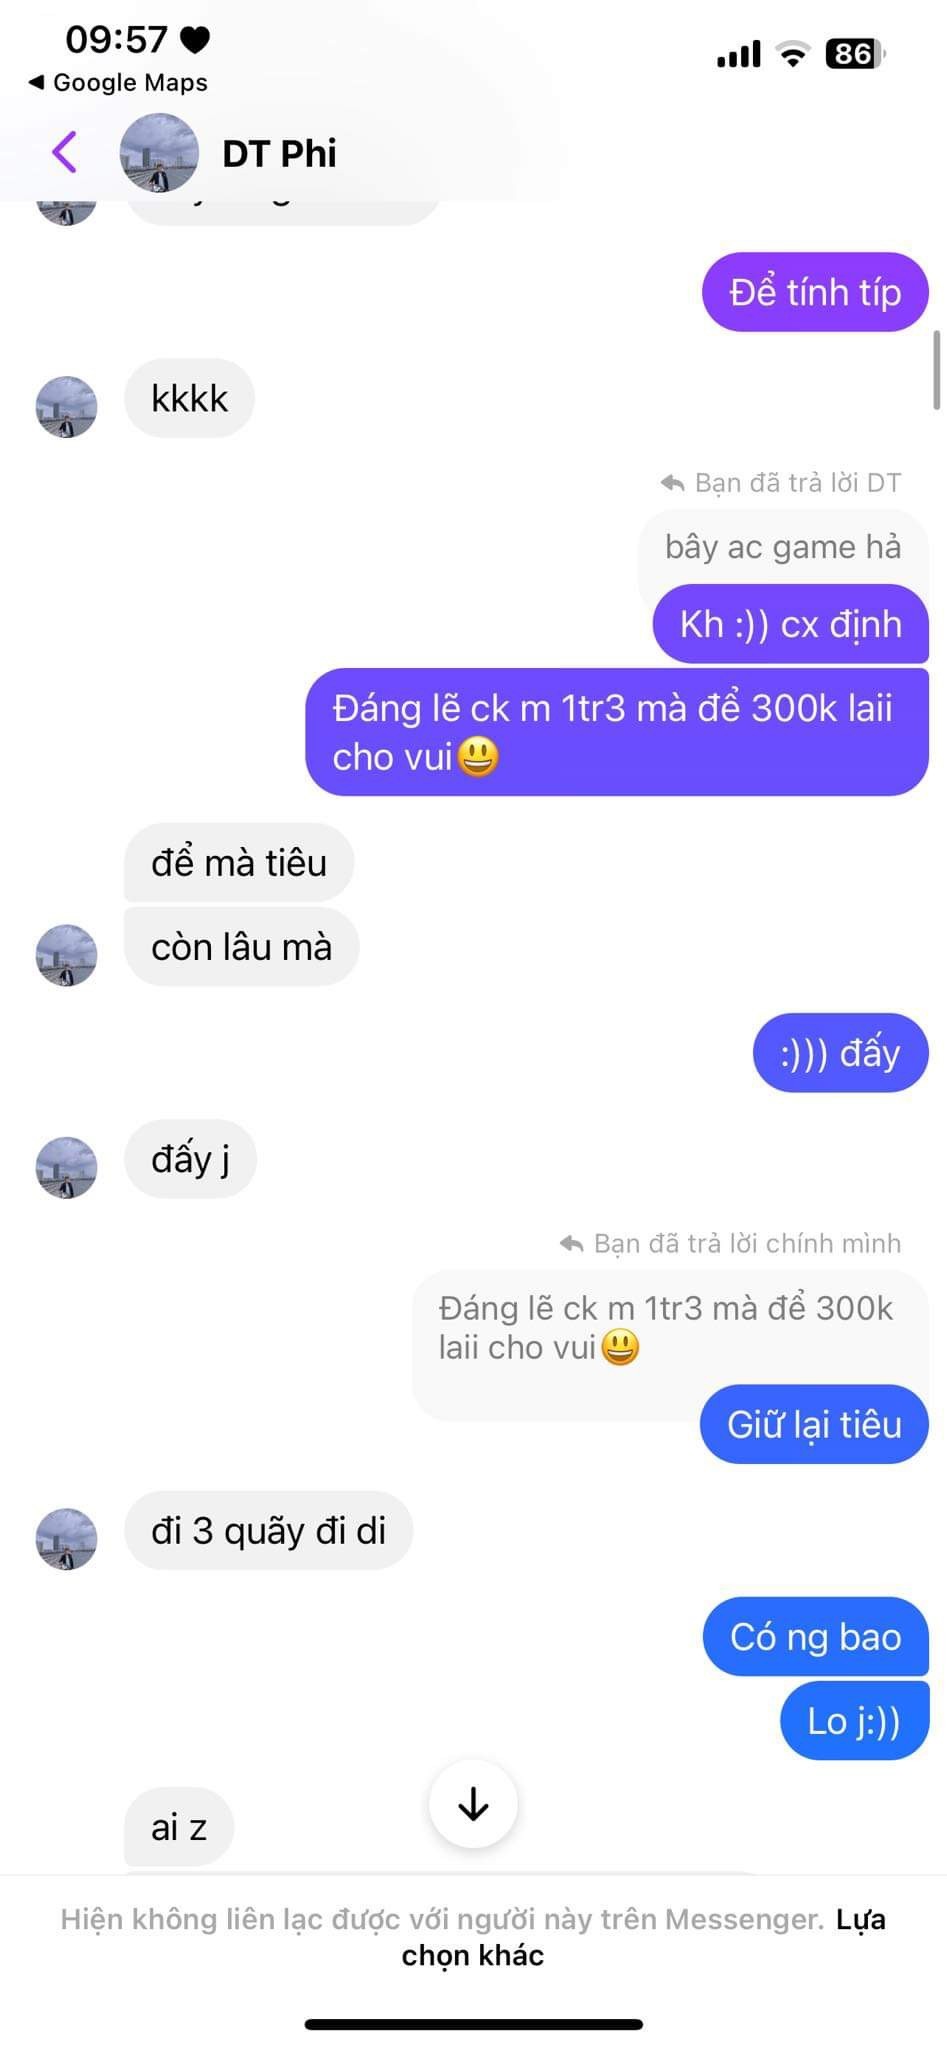 09:57
86
Google Maps
DT Phi
Để tính típ
kkkk
Bạn đã trả lời DT
bây ac game hả
Kh :)) cx định
Đáng lẽ ck m 1tr3 mà để 300k laii
cho vui😃
để mà tiêu
còn lâu mà
:))) đấy
đấy j
Bạn đã trả lời chính mình
Đáng lẽ ck m 1tr3 mà để 300k
laii cho vui😃
Giữ lại tiêu
đi 3 quãy đi di
Có ng bao
Lo j:))
ai z
Hiện không liên lạc được với người này trên Messenger. Lựa
chọn khác